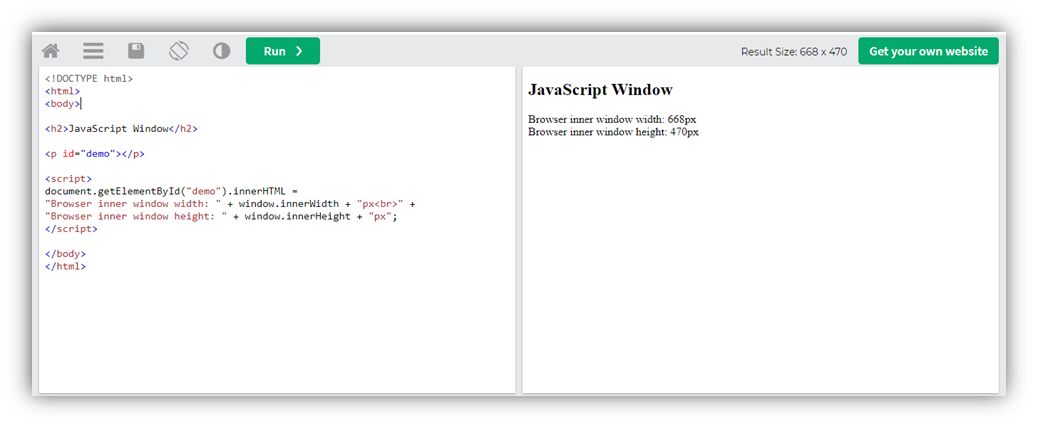 Run ❯
Result Size: 668 x 470
Get your own website
<!DOCTYPE html>
<html>
<body>
<h2>JavaScript Window</h2>
<p id="demo"></p>
<script>
document.getElementById("demo").innerHTML =
"Browser inner window width: " + window.innerWidth + "px<br>" +
"Browser inner window height: " + window.innerHeight + "px";
</script>
</body>
</html>
JavaScript Window
Browser inner window width: 668px
Browser inner window height: 470px